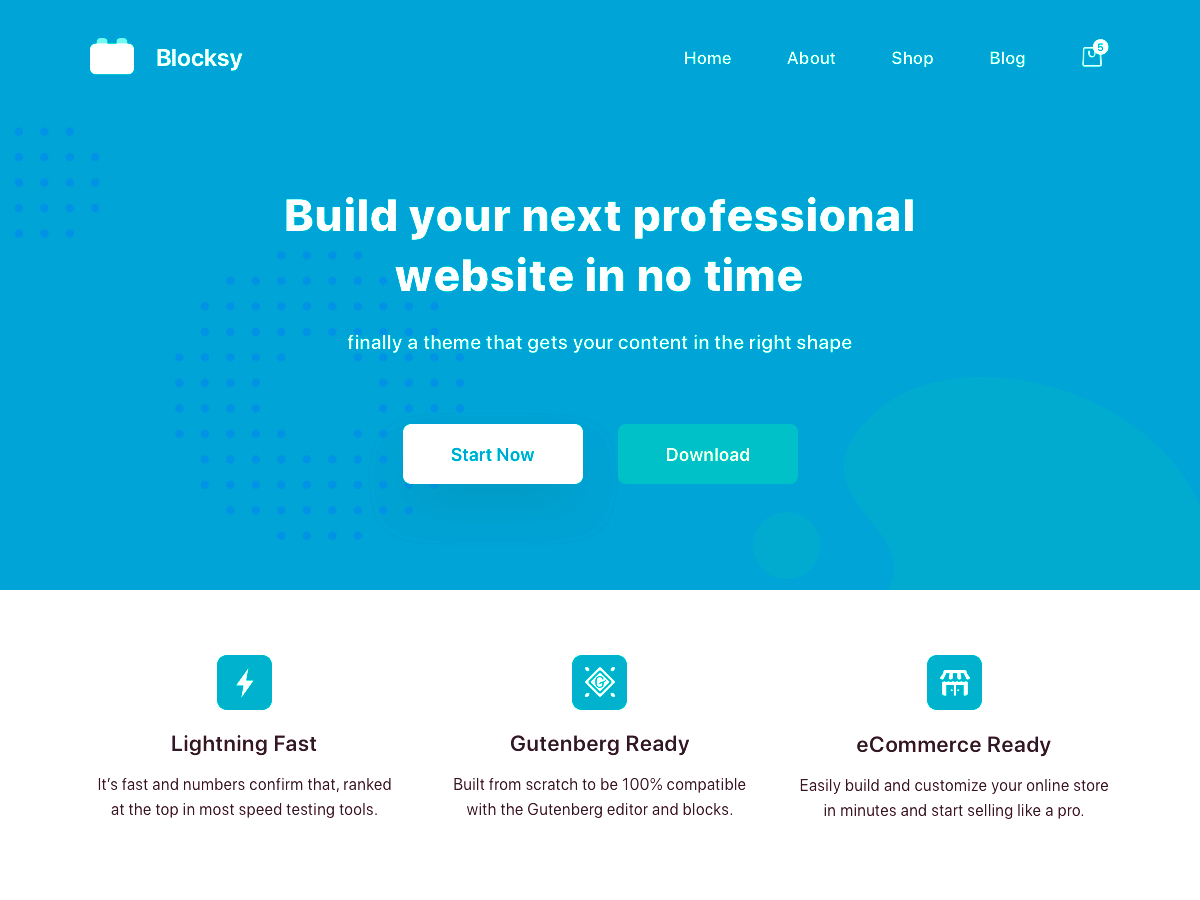 Blocksy
Home About Shop Blog 5
Build your next professional
website in no time
finally a theme that gets your content in the right shape
Start Now Download
Lightning Fast
It’s fast and numbers confirm that, ranked
at the top in most speed testing tools.
Gutenberg Ready
Built from scratch to be 100% compatible
with the Gutenberg editor and blocks.
eCommerce Ready
Easily build and customize your online store
in minutes and start selling like a pro.